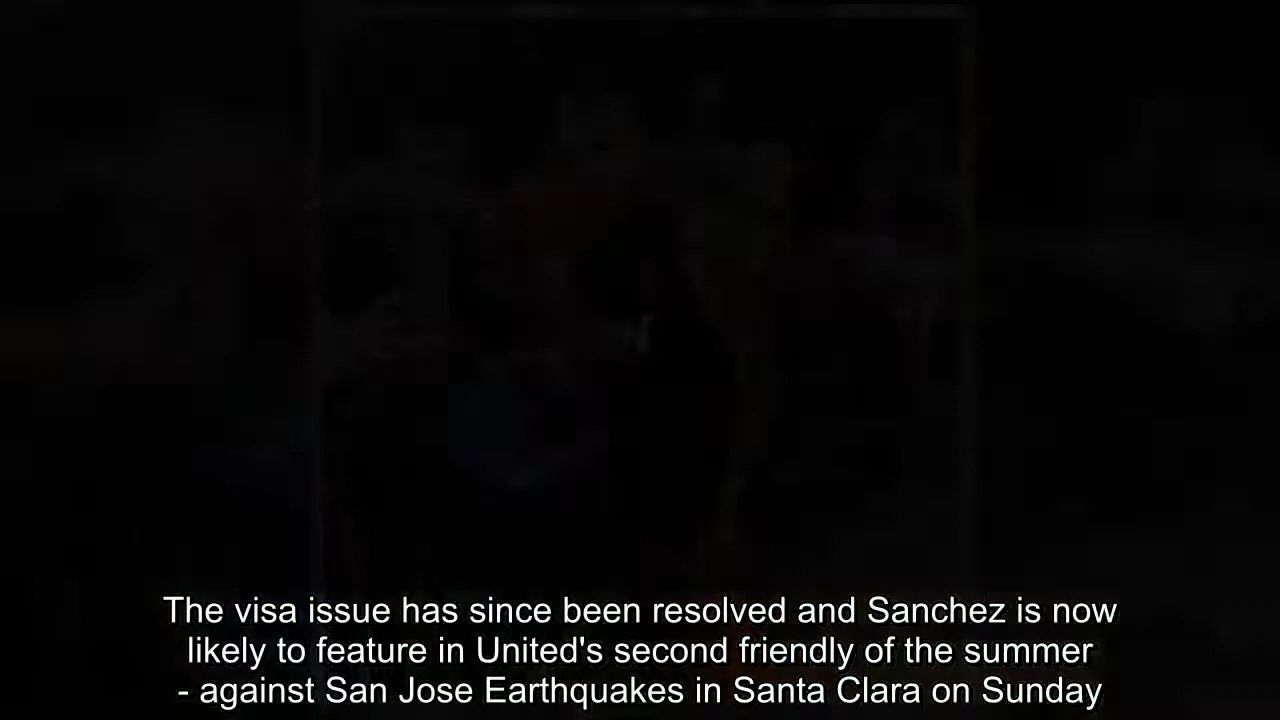 The visa issue has since been resolved and Sanchez is now
likely to feature in United's second friendly of the summer
- against San Jose Earthquakes in Santa Clara on Sunday